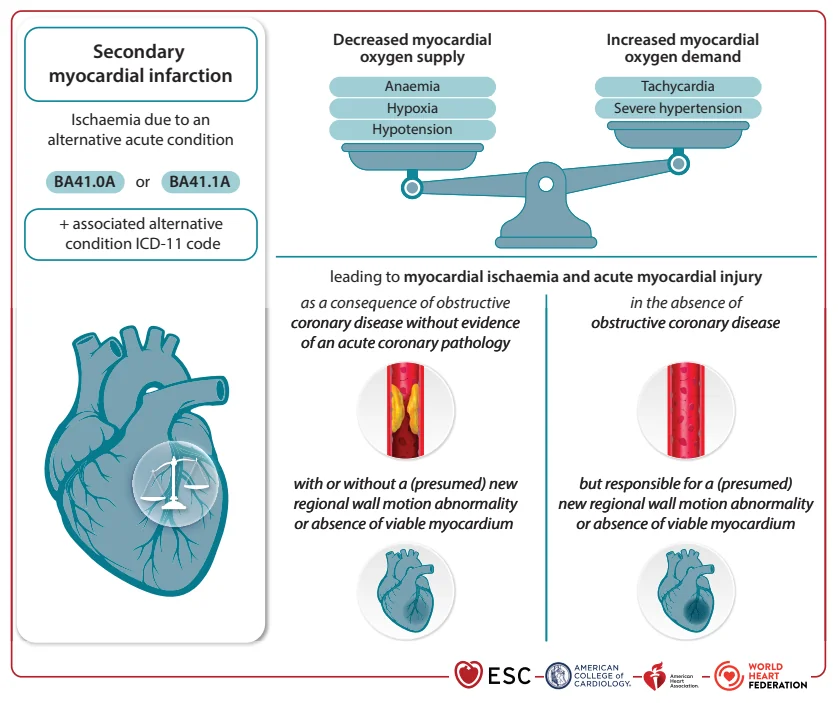 Secondary
myocardial infarction
Ischaemia due to an
alternative acute condition
BA41.0A or BA41.1A
+ associated alternative
condition ICD-11 code
Decreased myocardial
oxygen supply
Anaemia
Hypoxia
Hypotension
Increased myocardial
oxygen demand
Tachycardia
Severe hypertension
leading to myocardial ischaemia and acute myocardial injury
as a consequence of obstructive
coronary disease without evidence
of an acute coronary pathology
with or without a (presumed) new
regional wall motion abnormality
or absence of viable myocardium
in the absence of
obstructive coronary disease
but responsible for a (presumed)
new regional wall motion abnormality
or absence of viable myocardium
ESC
AMERICAN
COLLEGE of
CARDIOLOGY.
American
Heart
Association.
WORLD
HEART
FEDERATION